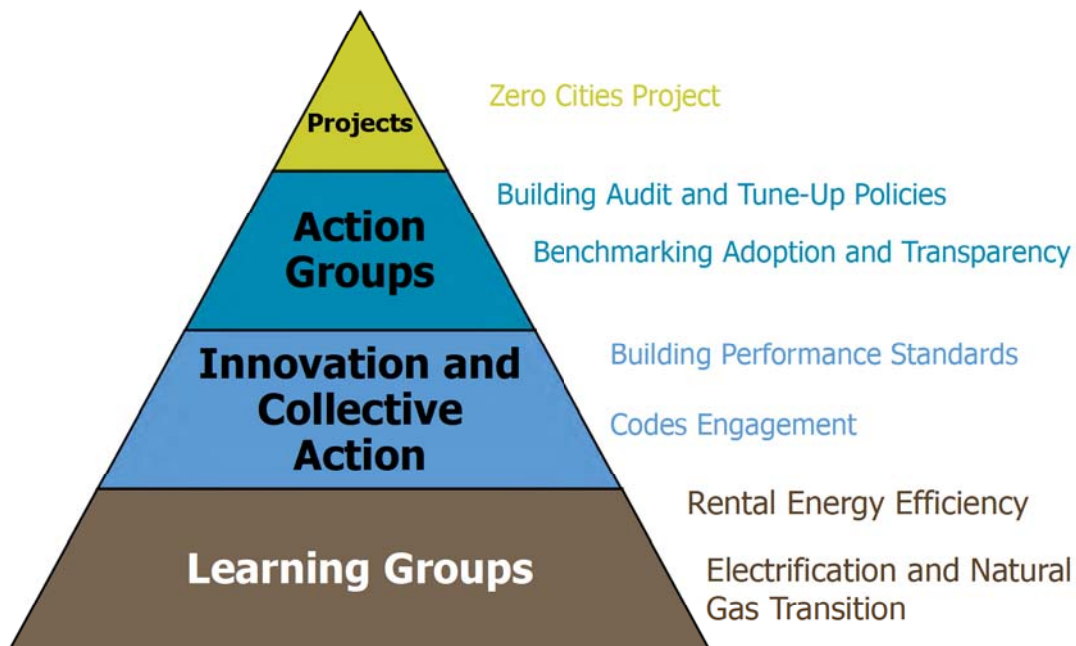 Projects
Zero Cities Project
Action
Groups
Building Audit and Tune-Up Policies
Benchmarking Adoption and Transparency
Innovation and
Collective
Action
Building Performance Standards
Codes Engagement
Learning Groups
Rental Energy Efficiency
Electrification and Natural
Gas Transition